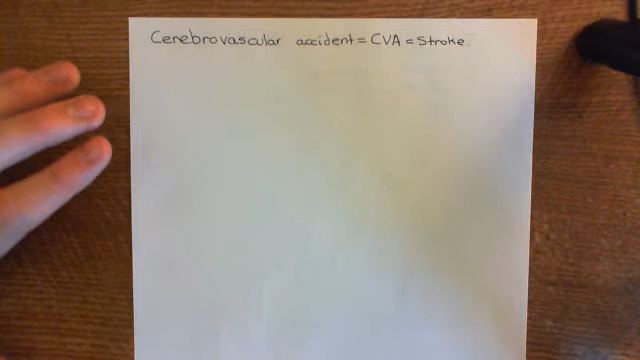 Cerebrovascular accident = CVA = Stroke.